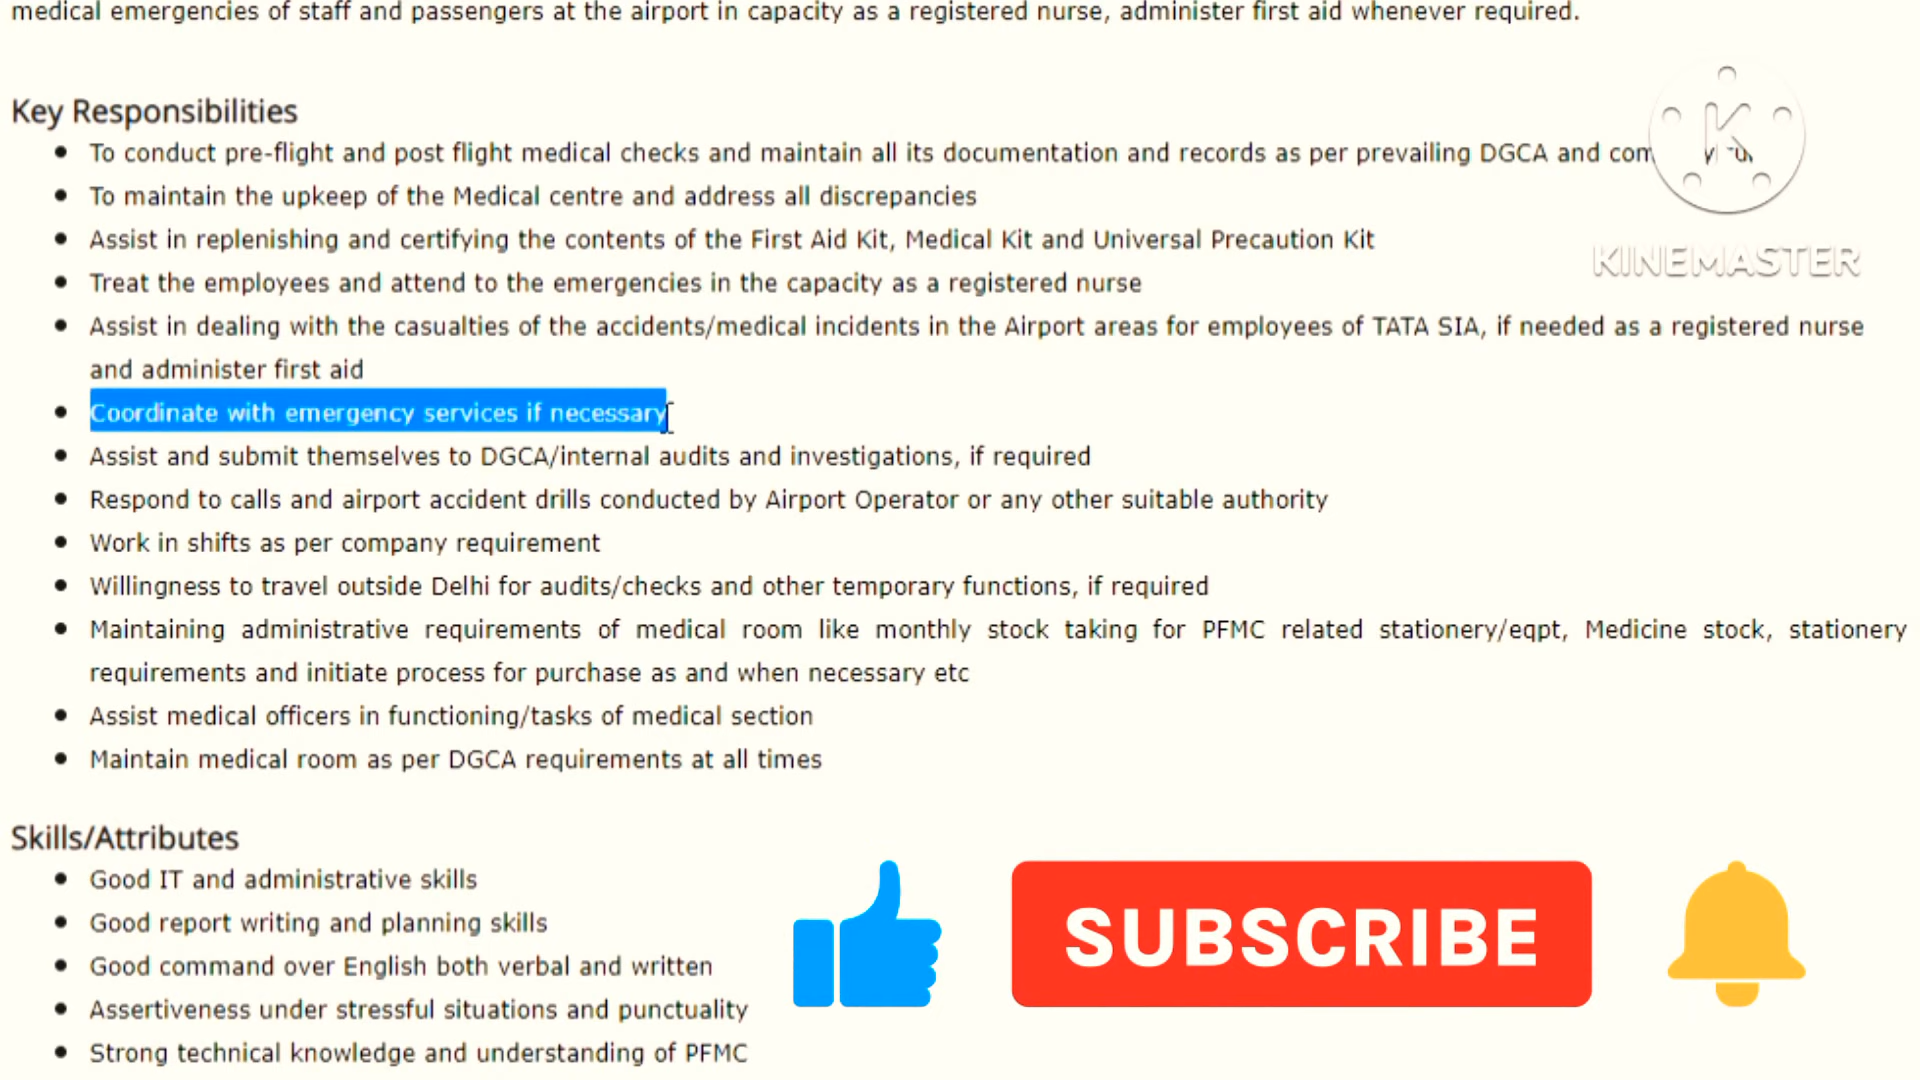 medical emergencies of staff and passengers at the airport in capacity as a registered nurse, administer first aid whenever required.
Key Responsibilities
To conduct pre-flight and post flight medical checks and maintain all its documentation and records as per prevailing DGCA and
To maintain the upkeep of the Medical centre and address all discrepancies
Assist in replenishing and certifying the contents of the First Aid Kit, Medical Kit and Universal Precaution Kit
KINEMASTER
Treat the employees and attend to the emergencies in the capacity as a registered nurse
Assist in dealing with the casualties of the accidents/medical incidents in the Airport areas for employees of TATA SIA, if needed as a registered nurse
and administer first aid
Coordinate with emergency services if necessary
Assist and submit themselves to DGCA/internal audits and investigations, if required
Respond to calls and airport accident drills conducted by Airport Operator or any other suitable authority
Work in shifts as per company requirement
Willingness to travel outside Delhi for audits/checks and other temporary functions, if required
Maintaining administrative requirements of medical room like monthly stock taking for PFMC related stationery/eqpt, Medicine stock, stationery
requirements and initiate process for purchase as and when necessary etc
Assist medical officers in functioning/tasks of medical section
Maintain medical room as per DGCA requirements at all times
Skills/Attributes
Good IT and administrative skills
Good report writing and planning skills
SUBSCRIBE
Good command over English both verbal and written
Assertiveness under stressful situations and punctuality
Strong technical knowledge and understanding of PFMC